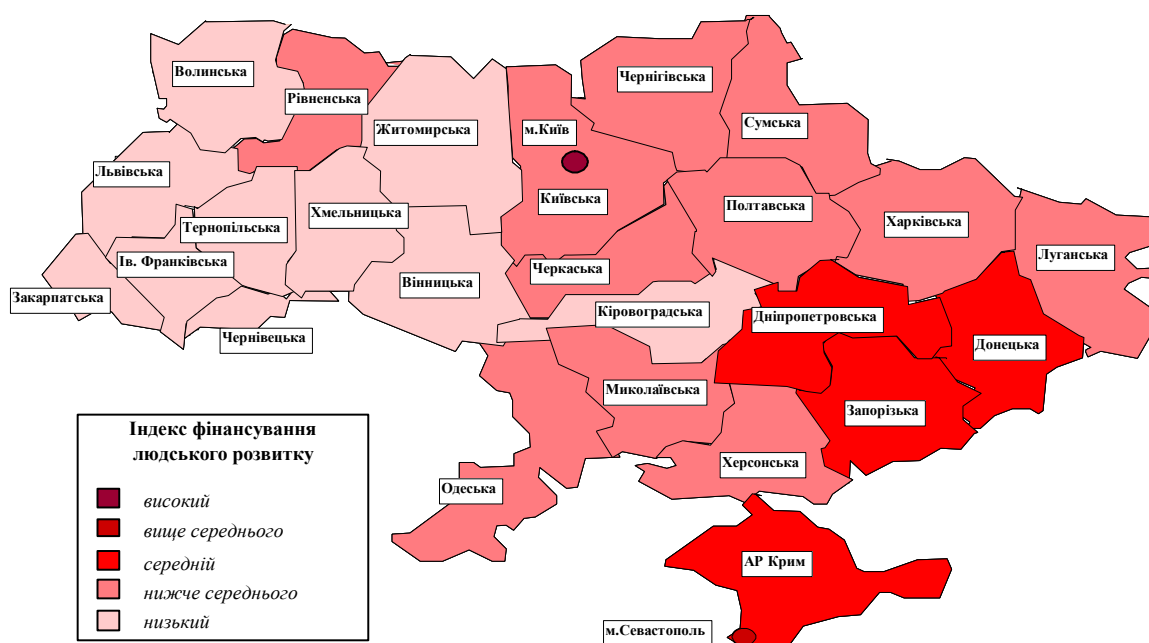 Волинська
Рівненська
Житомирська
м.Київ
Чернігівська
Сумська
Львівська
Тернопільська
Хмельницька
Київська
Полтавська
Харківська
Луганська
Ів. Франківська
Закарпатська
Чернівецька
Вінницька
Черкаська
Кіровоградська
Дніпропетровська
Донецька
Миколаївська
Запорізька
Херсонська
Одеська
АР Крим
м.Севастополь
Індекс фінансування
людського розвитку
високий
вище середнього
середній
нижче середнього
низький